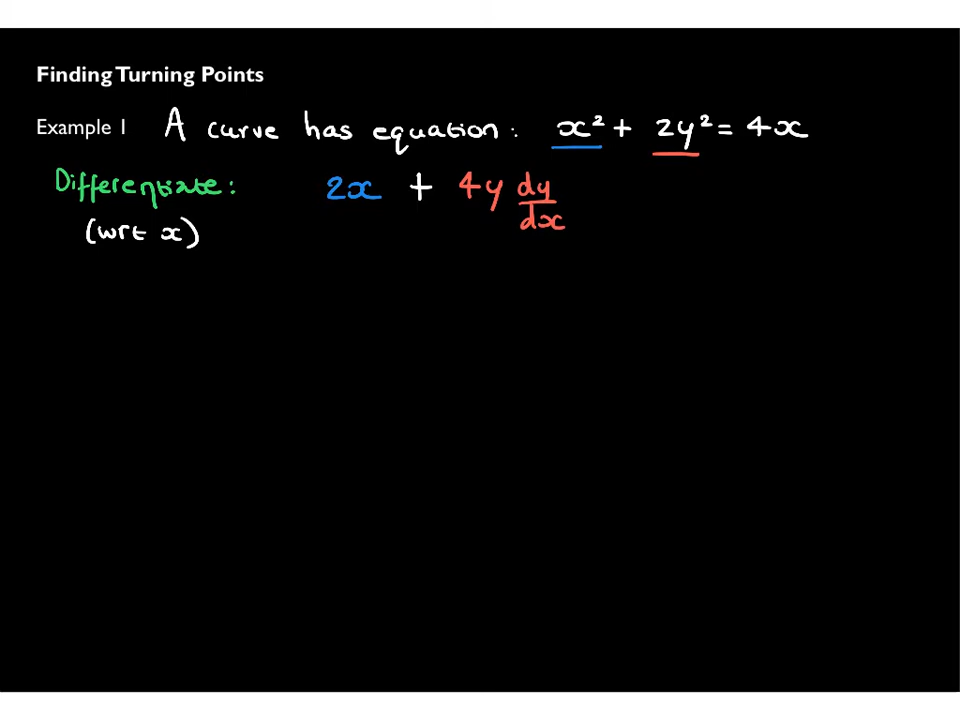 Finding Turning Points
Example 1 A curve has equation: x² + 2y² = 4x
Differentiate: 2x + 4y dy/dx
(wrt x)